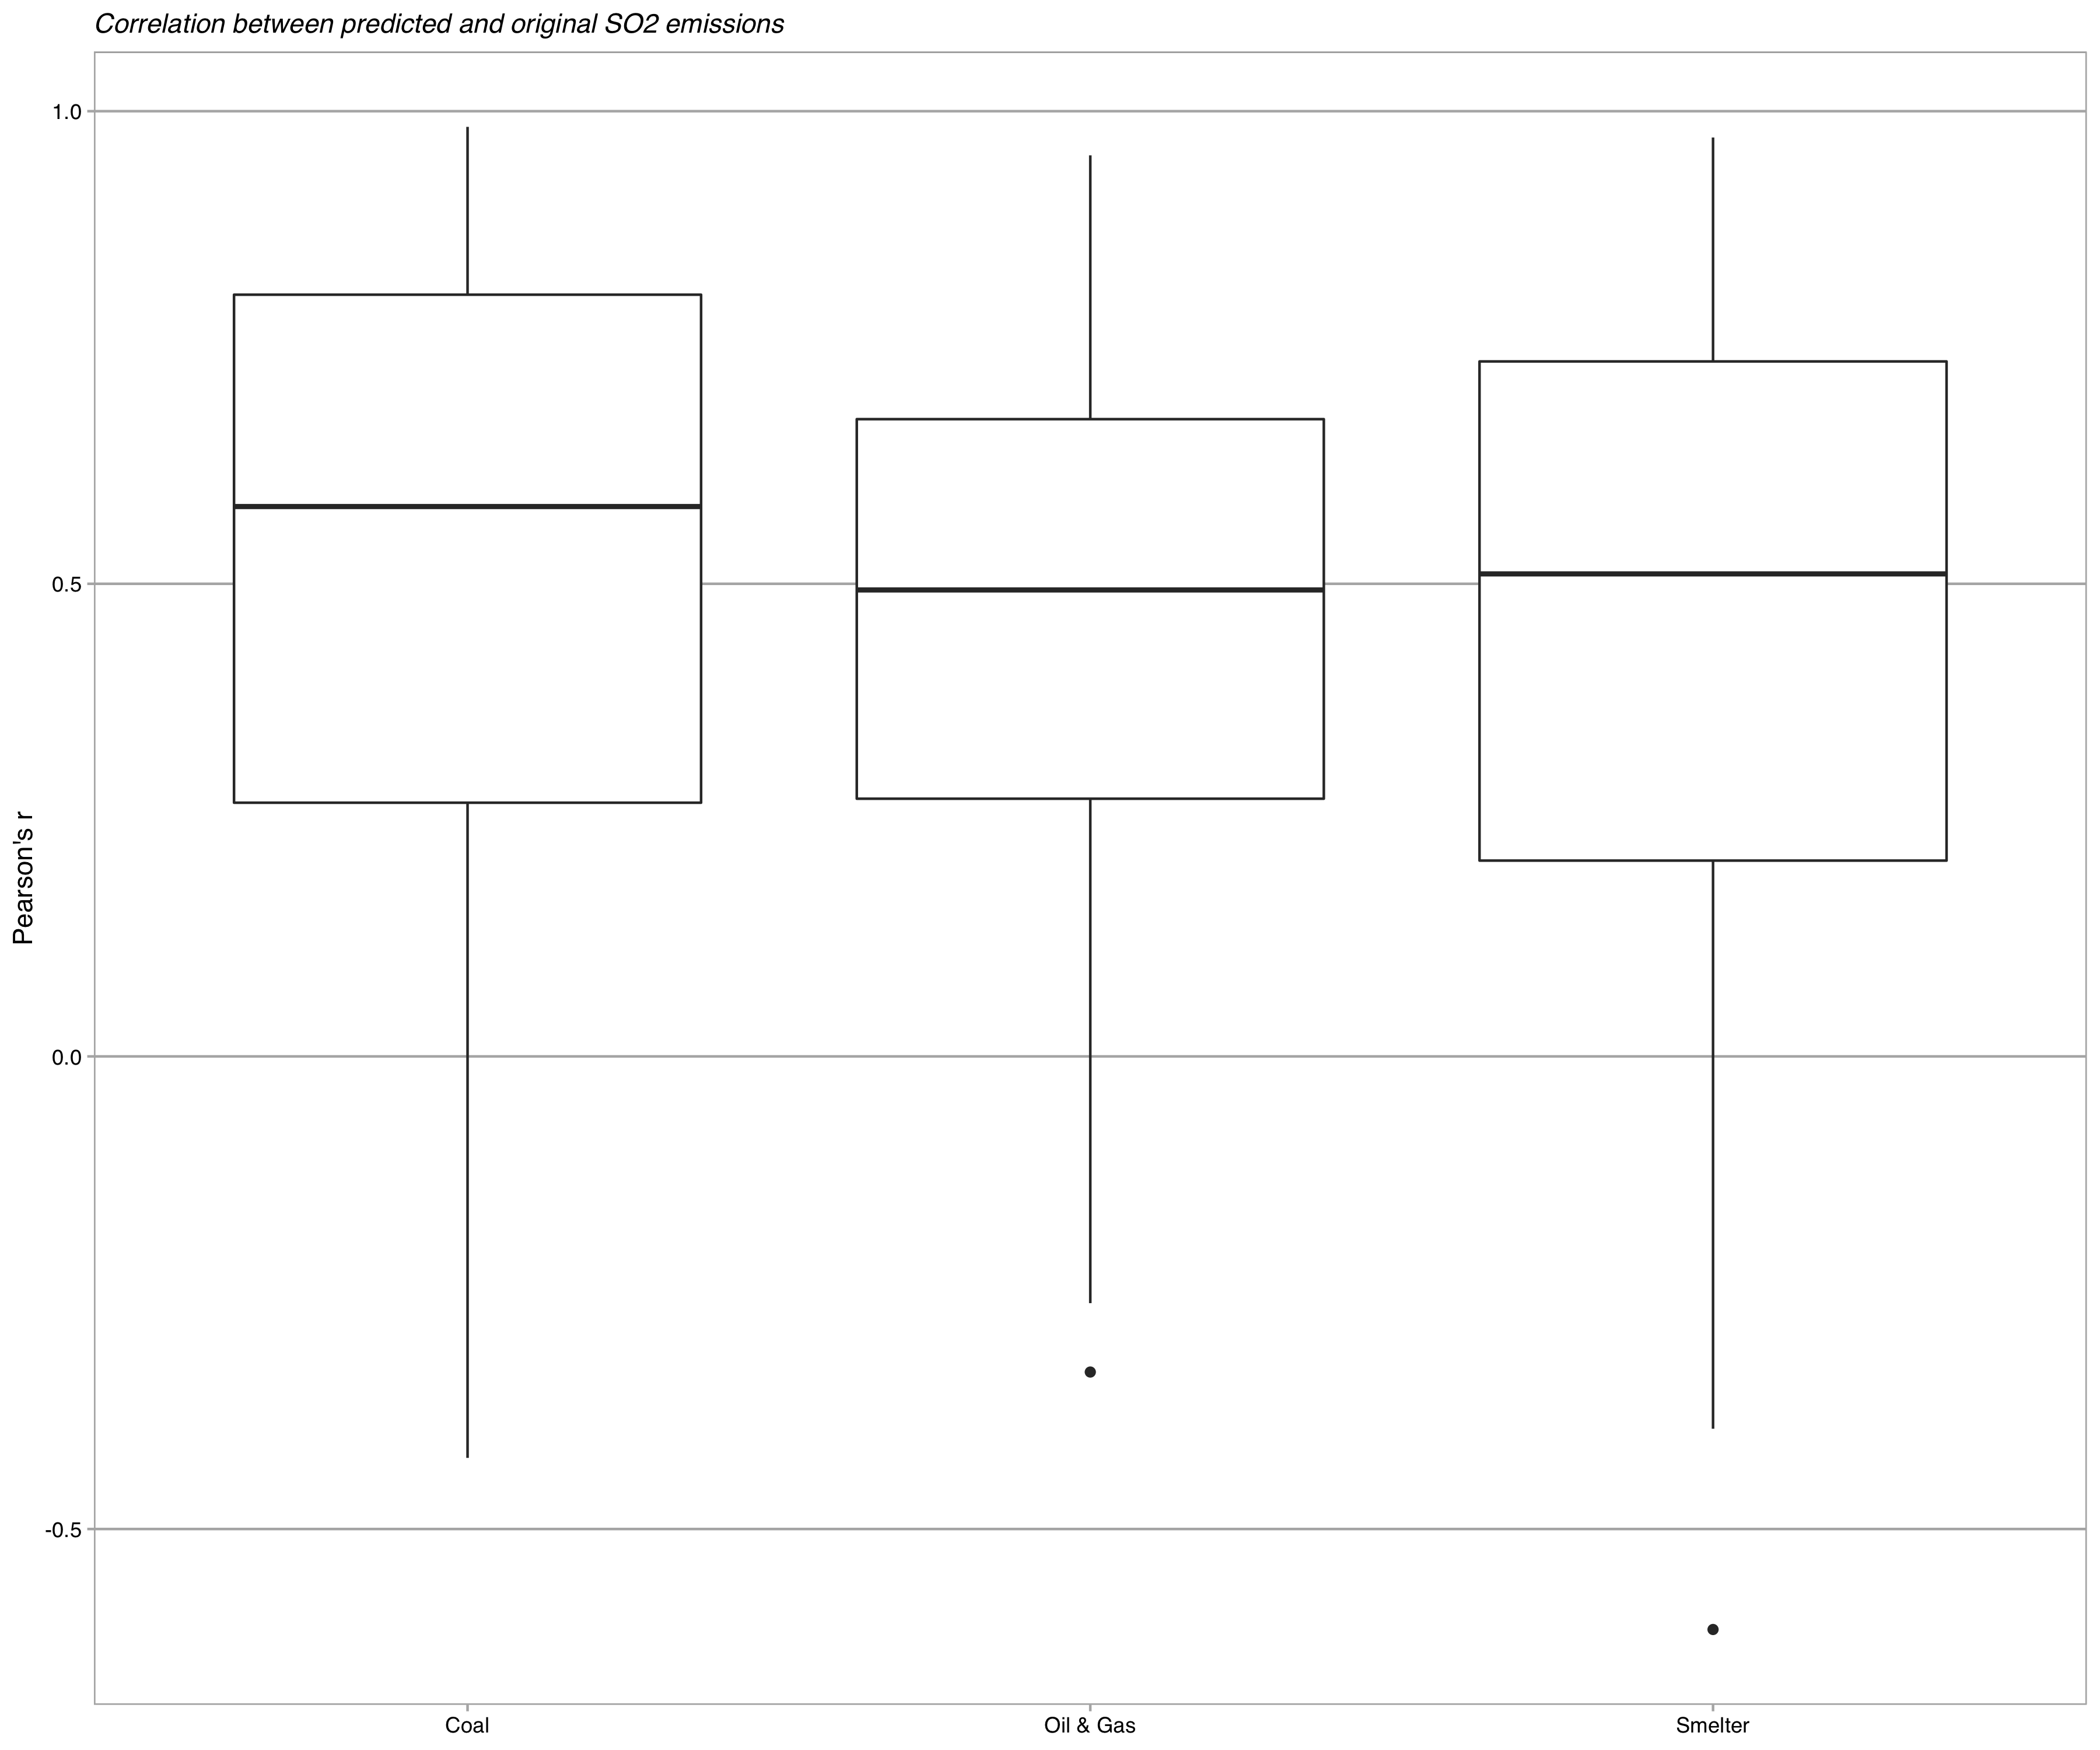 Correlation between predicted and original SO2 emissions
Pearson's r
1.0
0.5
0.0
-0.5
Coal
Oil & Gas
Smelter